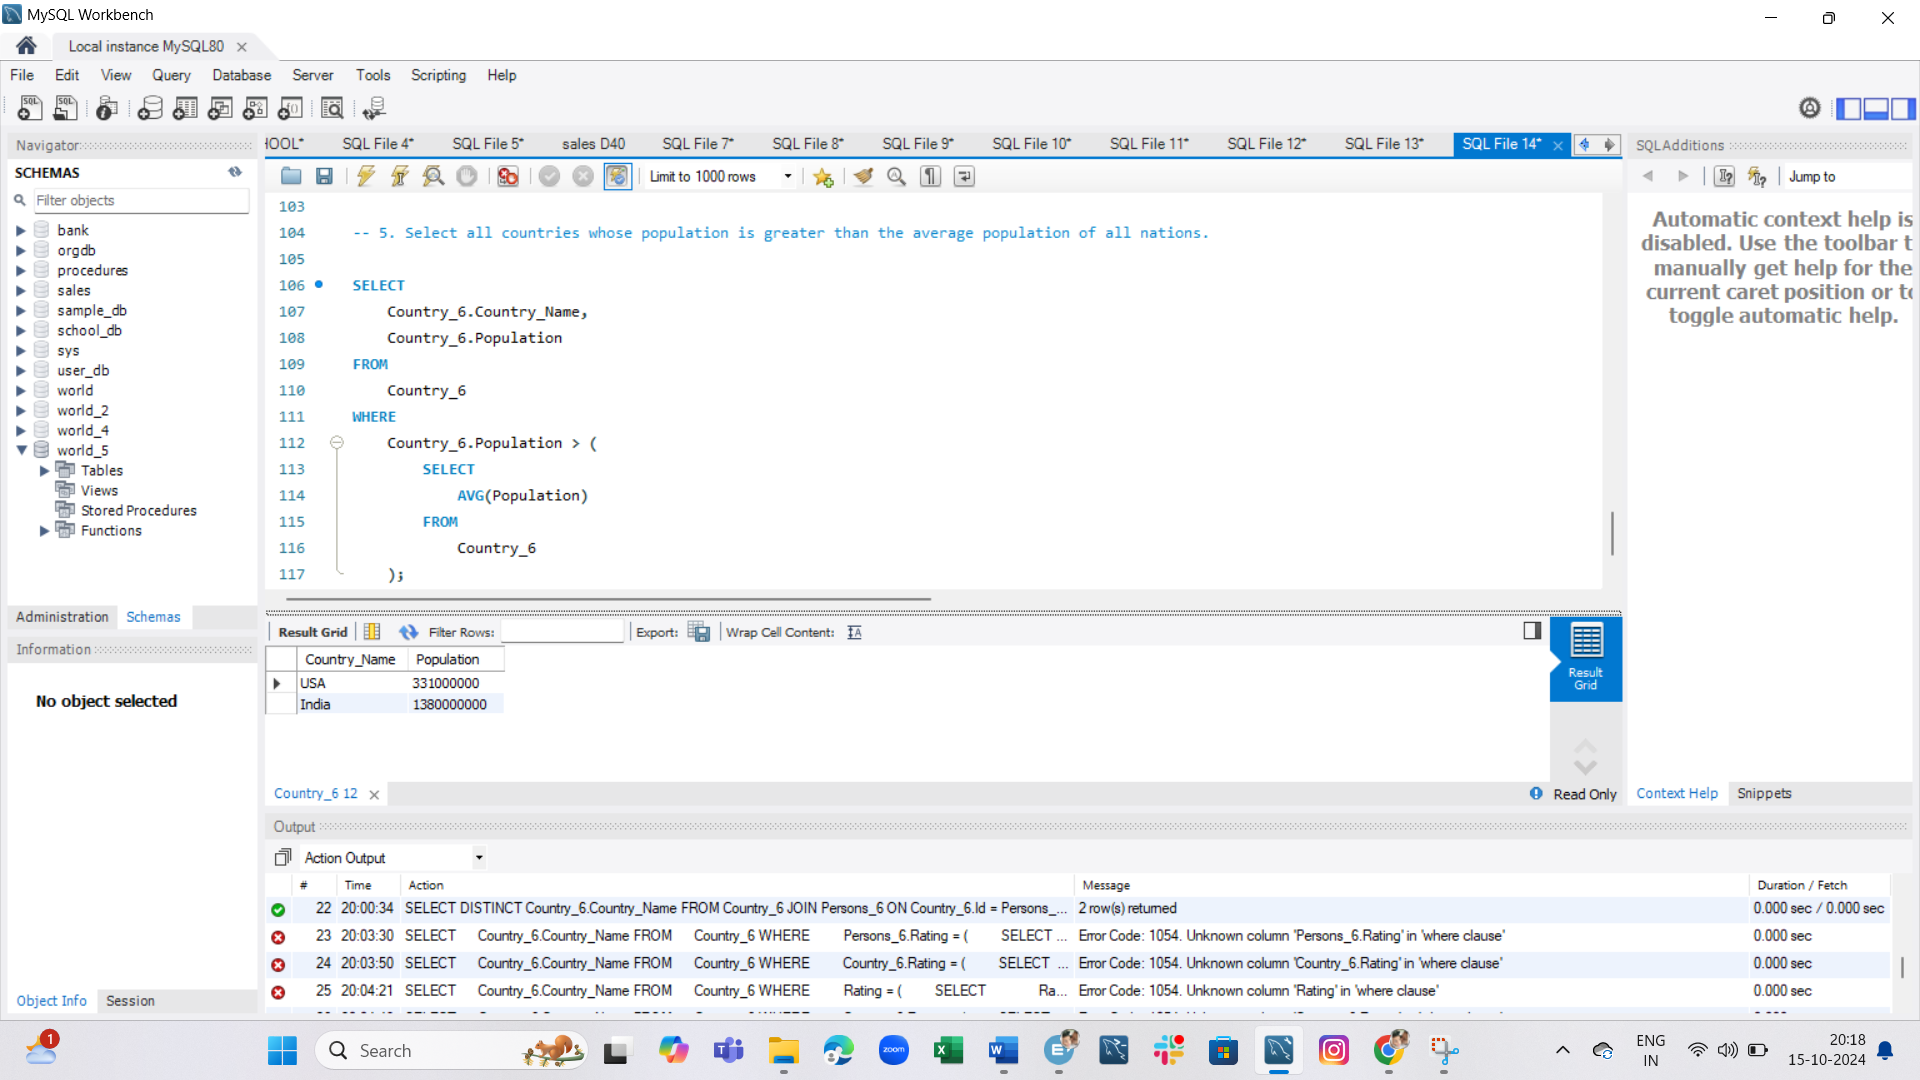 MySQL Workbench
Local instance MySQL80
File Edit View Query Database Server Tools Scripting Help
Navigator
SCHEMAS
Filter objects
bank
orgdb
procedures
sales
sample_db
school_db
sys
user_db
world
world_2
world_4
world_5
Tables
Views
Stored Procedures
Functions
Administration Schemas
Information
No object selected
Object Info Session
HOOL* SQL File 4* SQL File 5* sales D40 SQL File 7* SQL File 8* SQL File 9* SQL File 10* SQL File 11* SQL File 12* SQL File 13* SQL File 14*
Limit to 1000 rows
103
104 -- 5. Select all countries whose population is greater than the average population of all nations.
105
106 SELECT
107 Country_6.Country_Name,
108 Country_6.Population
109 FROM
110 Country_6
111 WHERE
112 Country_6.Population > (
113 SELECT
114 AVG(Population)
115 FROM
116 Country_6
117 );
Result Grid Filter Rows: Export: Wrap Cell Content:
Country_Name Population
USA 331000000
India 1380000000
Result
Grid
Country_6 12 Read Only
SQLAdditions
Jump to
Automatic context help is
disabled. Use the toolbar t
manually get help for the
current caret position or to
toggle automatic help.
Context Help Snippets
Output
Action Output
# Time Action Message Duration / Fetch
22 20:00:34 SELECT DISTINCT Country_6.Country_Name FROM Country_6 JOIN Persons_6 ON Country_6.Id = Persons_... 2 row(s) returned 0.000 sec / 0.000 sec
23 20:03:30 SELECT Country_6.Country_Name FROM Country_6 WHERE Persons_6.Rating = ( SELECT ... Error Code: 1054. Unknown column 'Persons_6.Rating' in 'where clause' 0.000 sec
24 20:03:50 SELECT Country_6.Country_Name FROM Country_6 WHERE Country_6.Rating = ( SELECT ... Error Code: 1054. Unknown column 'Country_6.Rating' in 'where clause' 0.000 sec
25 20:04:21 SELECT Country_6.Country_Name FROM Country_6 WHERE Rating = ( SELECT Ra... Error Code: 1054. Unknown column 'Rating' in 'where clause' 0.000 sec
1
Search
zoom
ENG
IN
20:18
15-10-2024